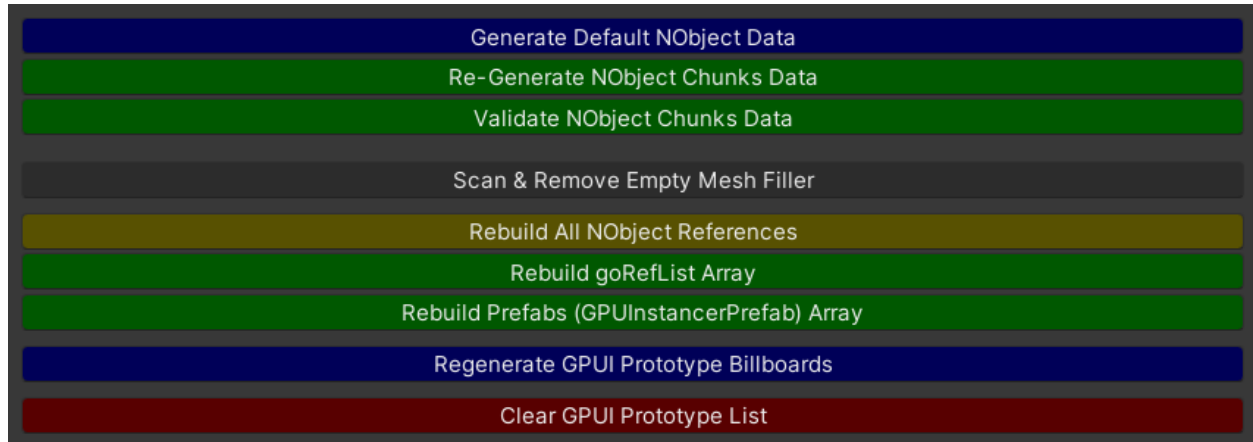 Generate Default NObject Data
Re-Generate NObject Chunks Data
Validate NObject Chunks Data
Scan & Remove Empty Mesh Filler
Rebuild All NObject References
Rebuild goRefList Array
Rebuild Prefabs (GPUInstancerPrefab) Array
Regenerate GPUI Prototype Billboards
Clear GPUI Prototype List